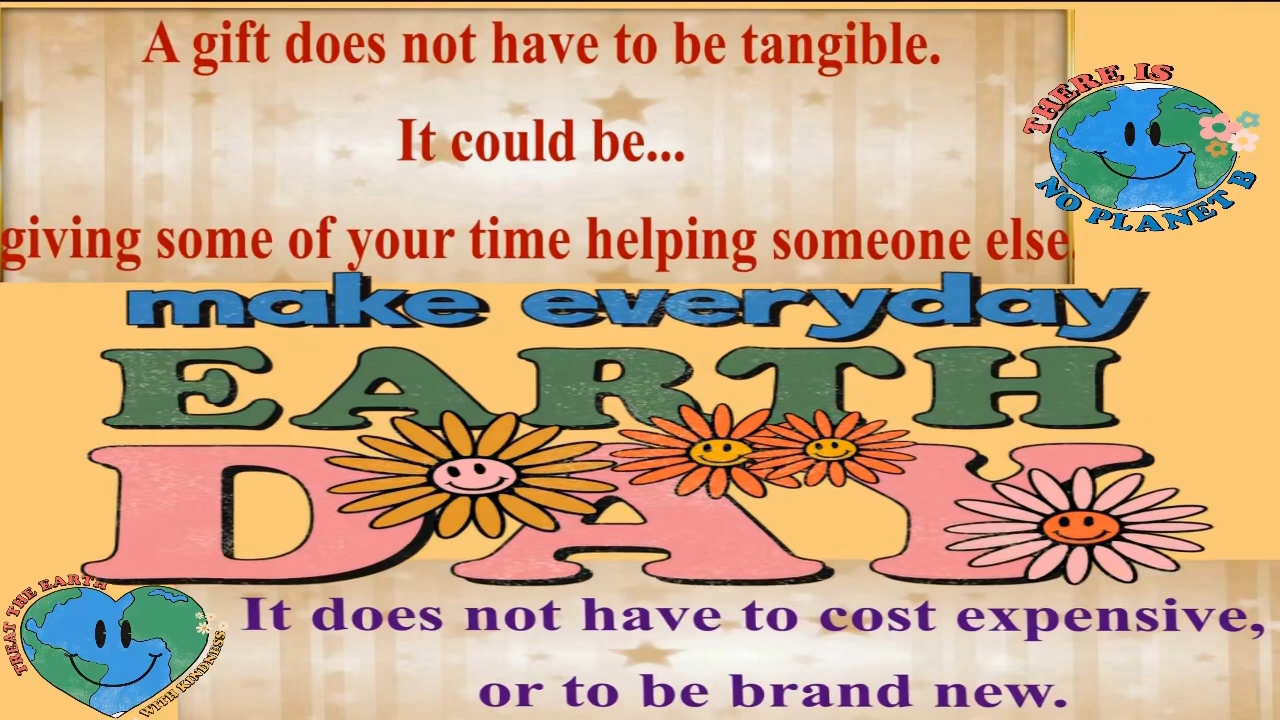 A gift does not have to be tangible.
It could be...
giving some of your time helping someone else.
THERE IS
NO PLANET B
make everyday
EARTH
DAY
TREAT THE EARTH
WITH KINDNESS
It does not have to cost expensive,
or to be brand new.